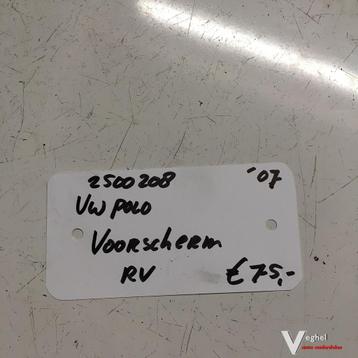 2500208 '07
VW POLO
Voorscherm
RV €75,-
Veghel